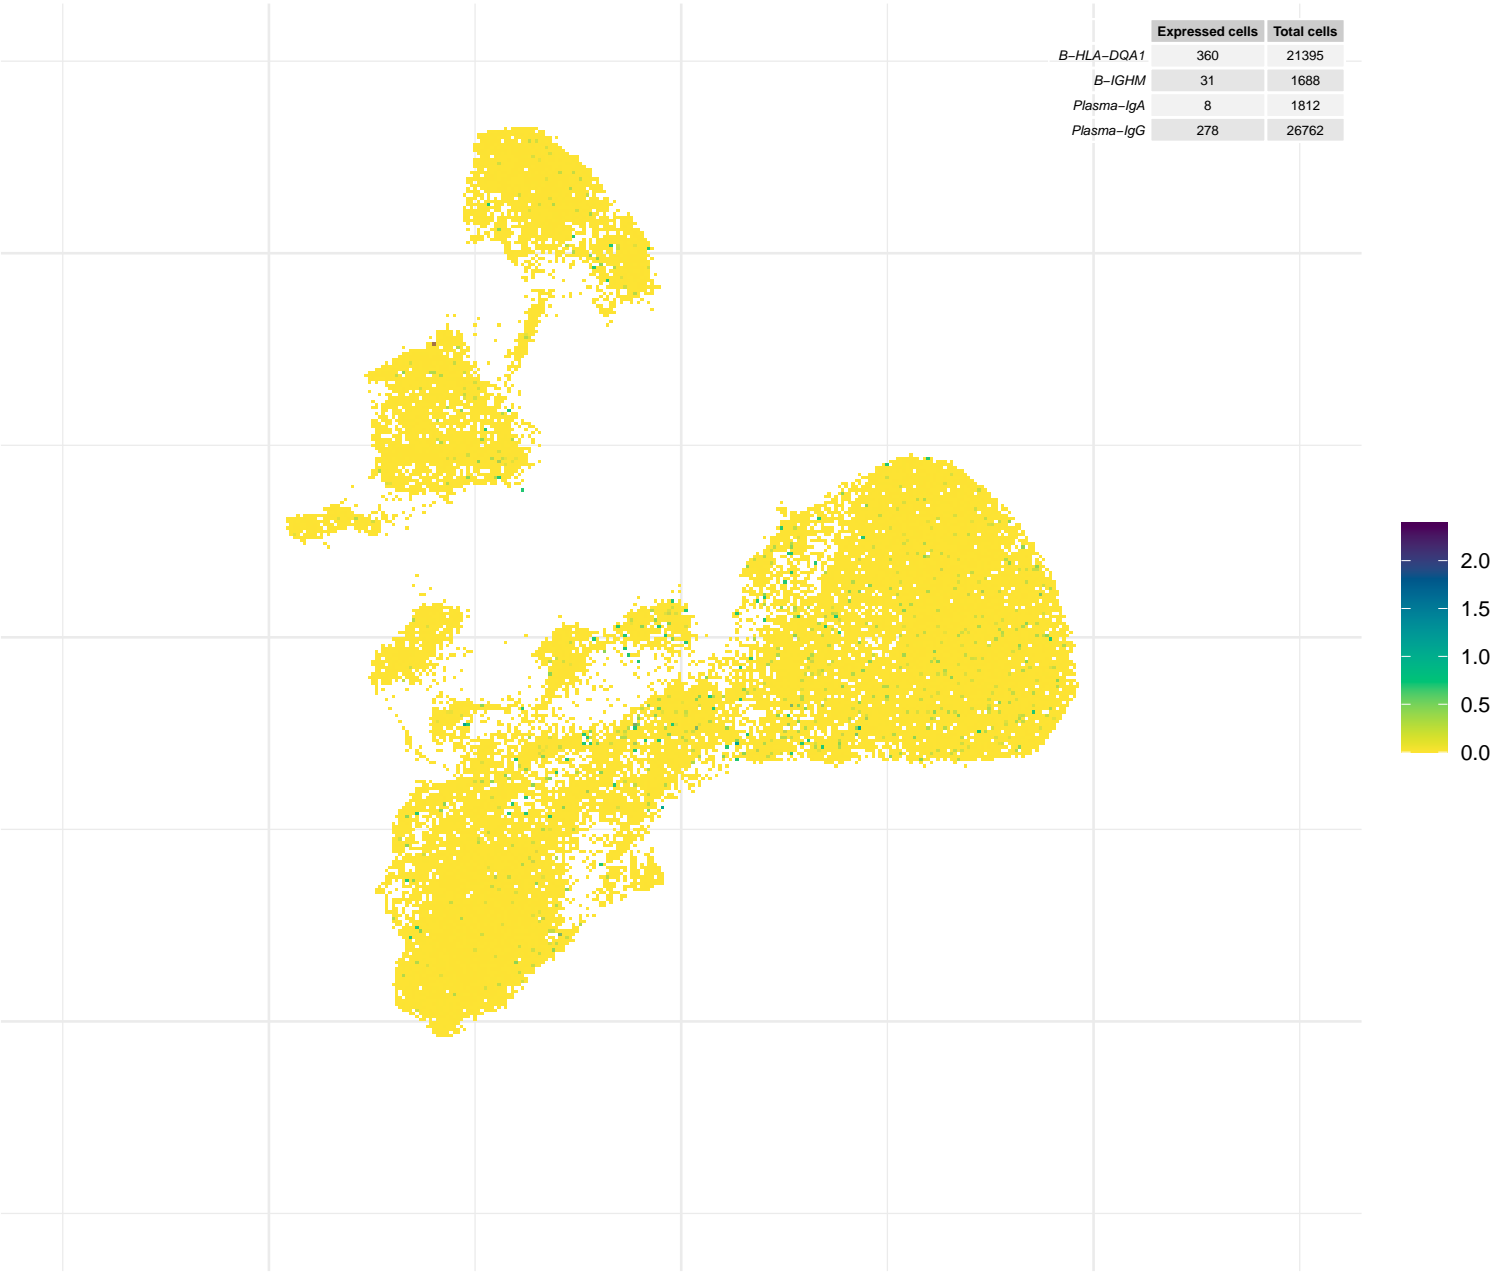 Expressed cells Total cells
B−HLA−DQA1 360 21395
B−IGHM 31 1688
Plasma−IgA 8 1812
Plasma−IgG 278 26762
2.0
1.5
1.0
0.5
0.0